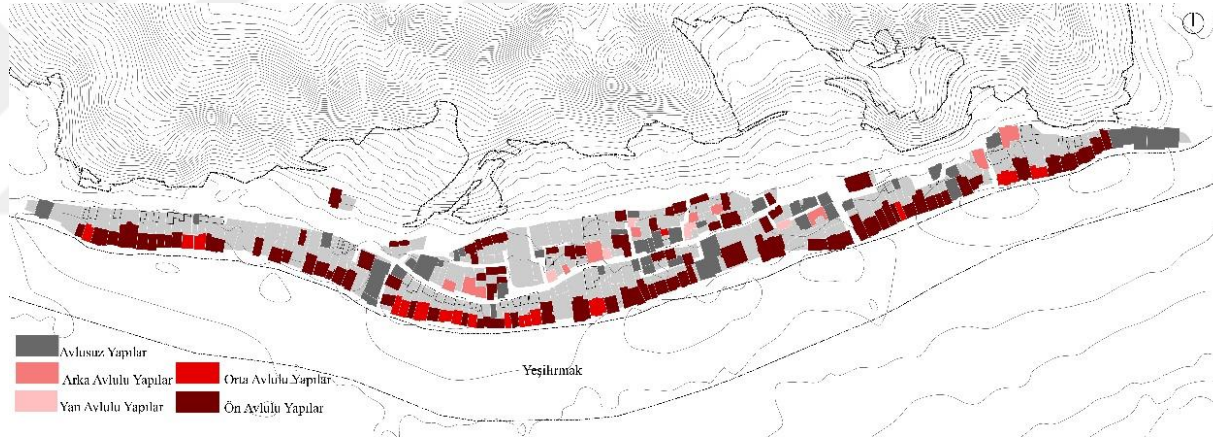 Yeşilırmak
Avlusuz Yapılar
Arka Avlulu Yapılar
Orta Avlulu Yapılar
Yan Avlulu Yapılar
Ön Avlulu Yapılar